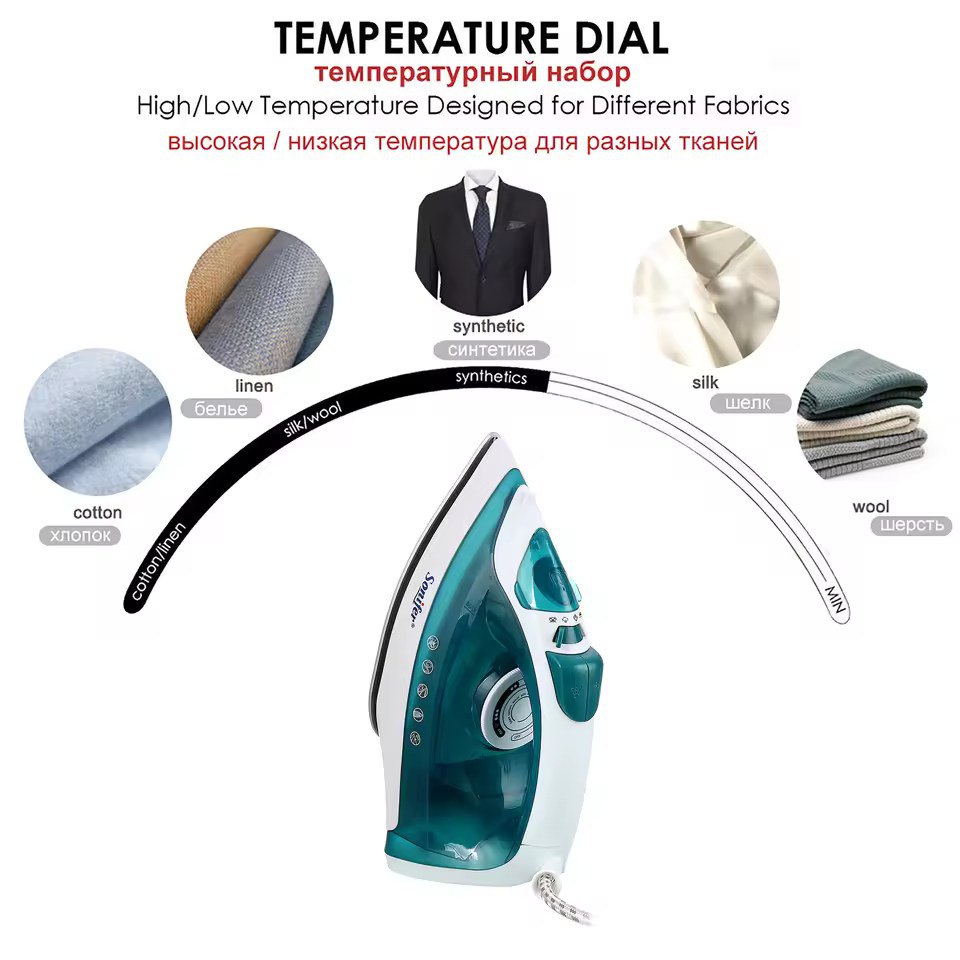 TEMPERATURE DIAL
температурный набор
High/Low Temperature Designed for Different Fabrics
высокая / низкая температура для разных тканей
synthetic
синтетика
linen
белье
silk
шелк
cotton
хлопок
wool
шерсть
cotton/linen
silk/wool
synthetics
MIN
Sonifer®